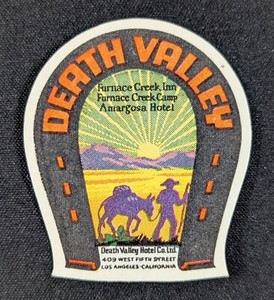 DEATH VALLEY
Furnace Creek Inn
Furnace Creek Camp
Amargosa Hotel
Death Valley Hotel Co. Ltd.
409 WEST FIFTH STREET
LOS ANGELES - CALIFORNIA